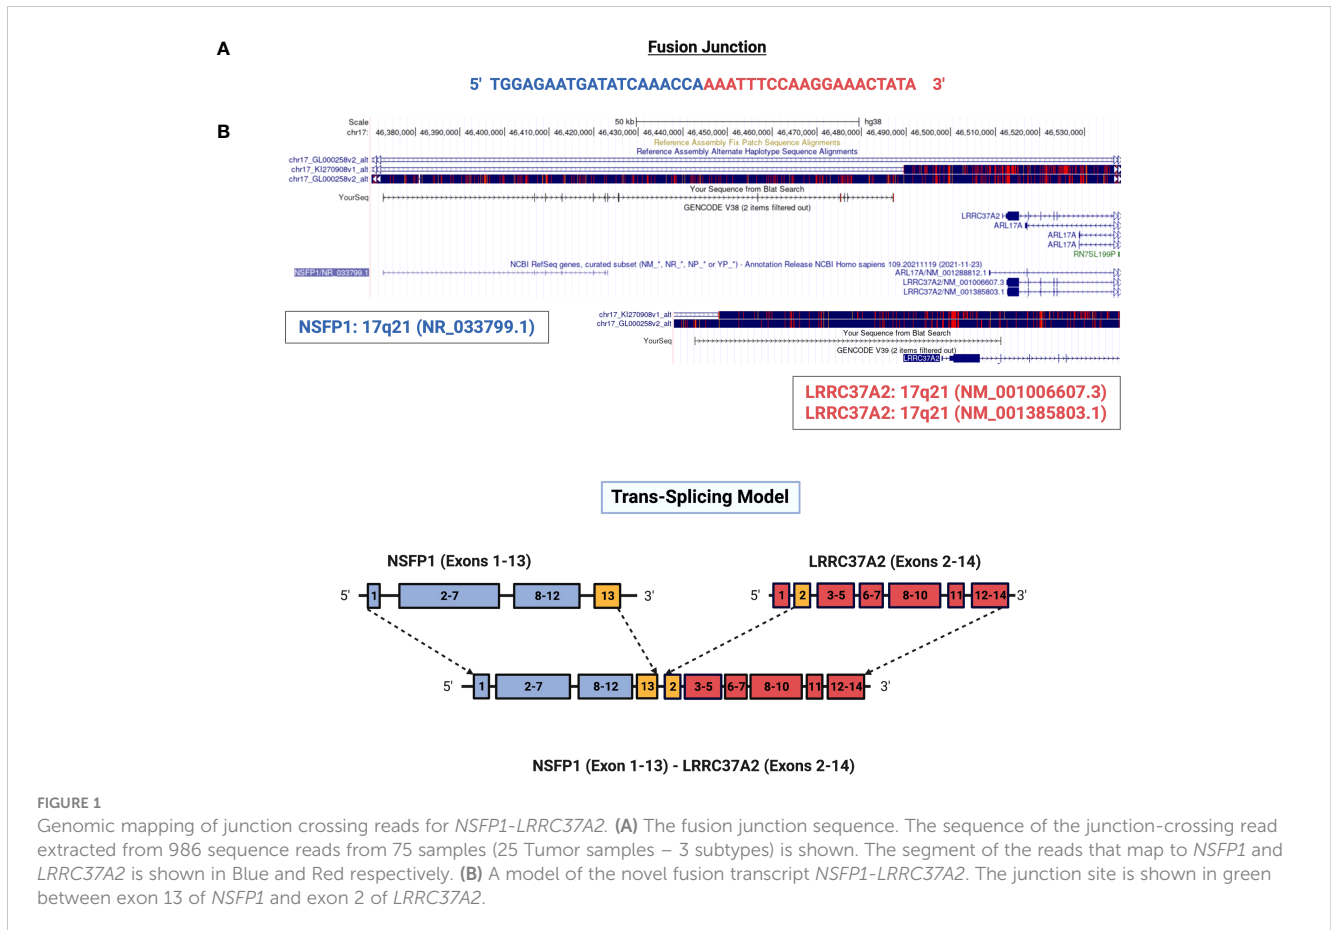 A
Fusion Junction
5' TGGAGAATGATATCAAACCAAAATTTCCAAGGAAACTATA 3'
B
Scale 50 kb hg38
chr17: 46,380,000 46,390,000 46,400,000 46,410,000 46,420,000 46,430,000 46,440,000 46,450,000 46,460,000 46,470,000 46,480,000 46,490,000 46,500,000 46,510,000 46,520,000 46,530,000
Reference Assembly Fix Patch Sequence Alignments
Reference Assembly Alternate Haplotype Sequence Alignments
chr17_GL000258v2_alt
chr17_KI270908v1_alt
chr17_GL000258v2_alt
Your Sequence from Blat Search
YourSeq
GENCODE V38 (2 items filtered out)
LRRC37A2
ARL17A
ARL17A
ARL17A
RN7SL199P
NCBI RefSeq genes, curated subset (NM_*, NR_*, NP_* or YP_*) - Annotation Release NCBI Homo sapiens 109.20211119 (2021-11-23)
NSFP1/NR_033799.1 ARL17A/NM_001288812.1
LRRC37A2/NM_001006607.3
LRRC37A2/NM_001385803.1
NSFP1: 17q21 (NR_033799.1)
chr17_KI270908v1_alt
chr17_GL000258v2_alt
Your Sequence from Blat Search
YourSeq
GENCODE V39 (2 items filtered out)
LRRC37A2
LRRC37A2: 17q21 (NM_001006607.3)
LRRC37A2: 17q21 (NM_001385803.1)
Trans-Splicing Model
NSFP1 (Exons 1-13) LRRC37A2 (Exons 2-14)
5' 1 2-7 8-12 13 3' 5' 1 2 3-5 6-7 8-10 11 12-14 3'
5' 1 2-7 8-12 13 2 3-5 6-7 8-10 11 12-14 3'
NSFP1 (Exon 1-13) - LRRC37A2 (Exons 2-14)
FIGURE 1
Genomic mapping of junction crossing reads for NSFP1-LRRC37A2. (A) The fusion junction sequence. The sequence of the junction-crossing read
extracted from 986 sequence reads from 75 samples (25 Tumor samples – 3 subtypes) is shown. The segment of the reads that map to NSFP1 and
LRRC37A2 is shown in Blue and Red respectively. (B) A model of the novel fusion transcript NSFP1-LRRC37A2. The junction site is shown in green
between exon 13 of NSFP1 and exon 2 of LRRC37A2.